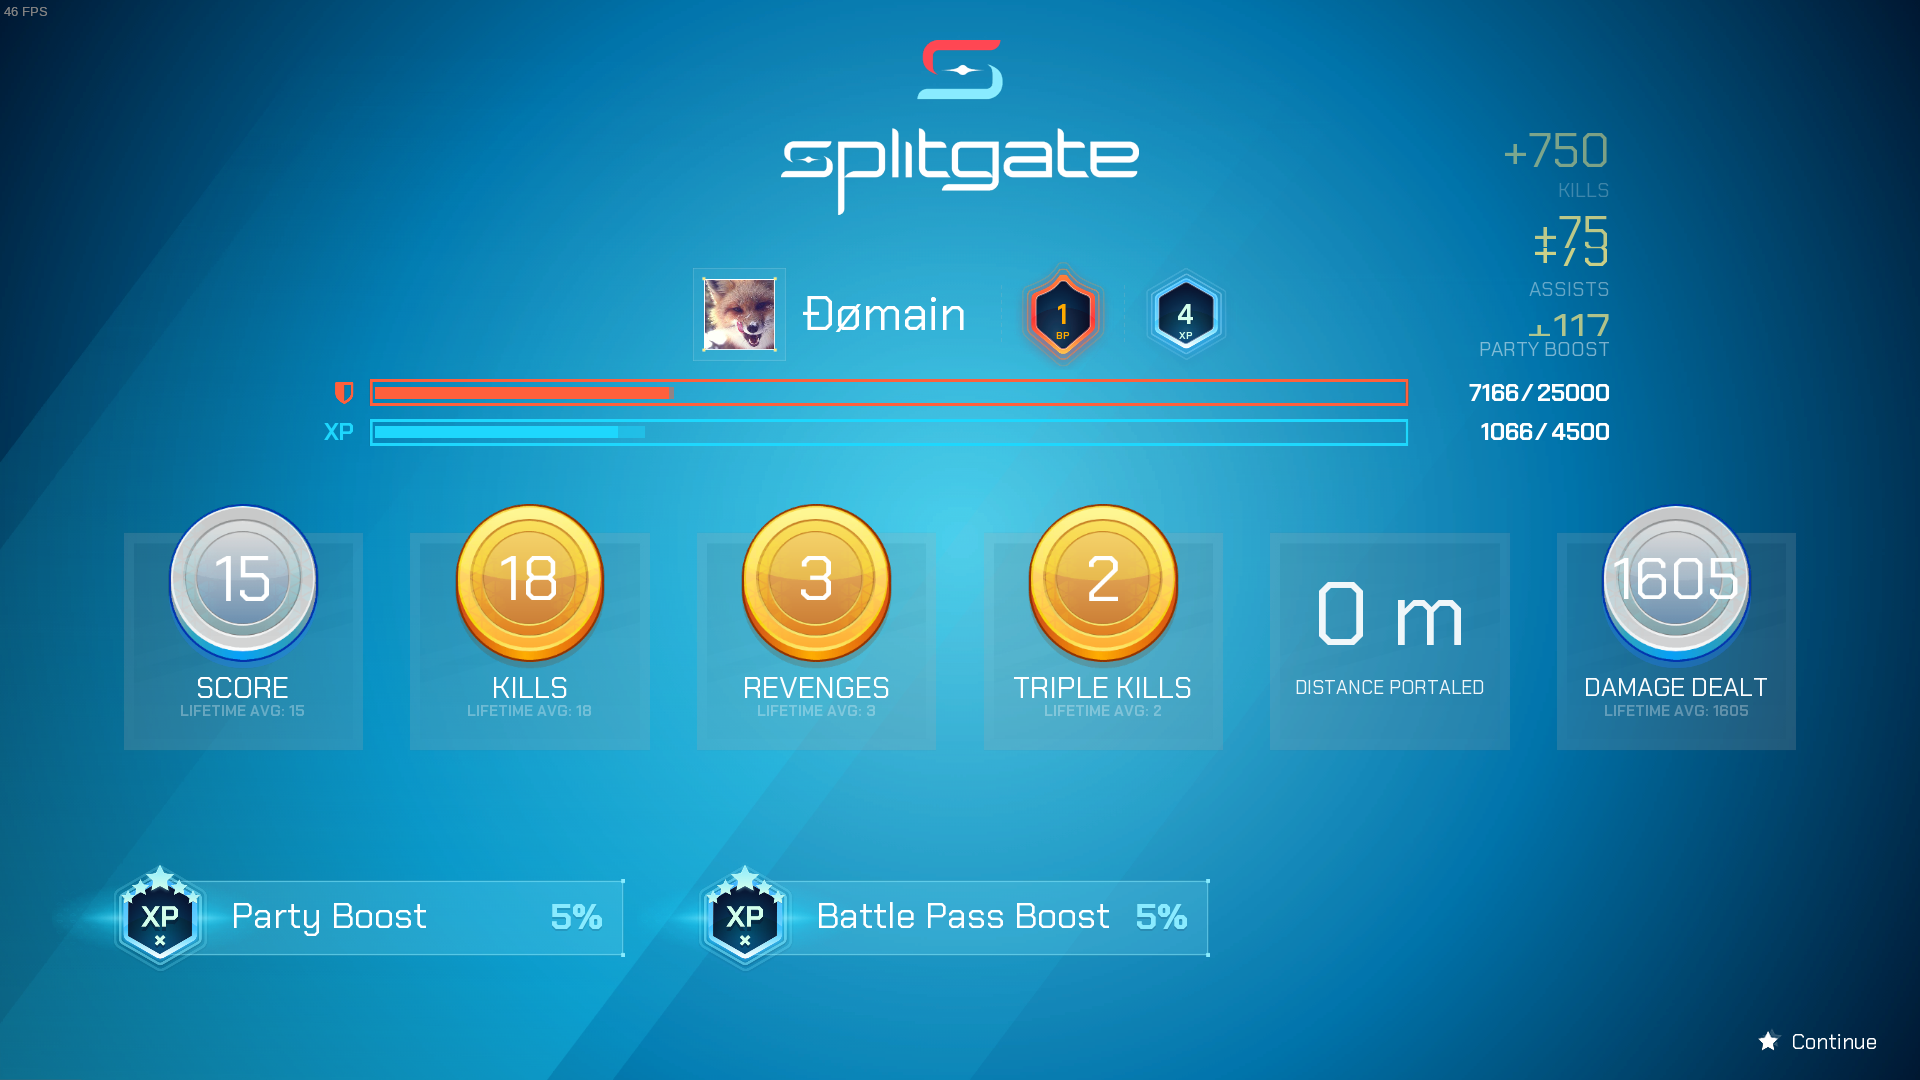 46 FPS
splitgate
+750
KILLS
+75
ASSISTS
+117
PARTY BOOST
Đømain
1
BP
4
XP
7166/25000
XP
1066/4500
15
SCORE
LIFETIME AVG: 15
18
KILLS
LIFETIME AVG: 18
3
REVENGES
LIFETIME AVG: 3
2
TRIPLE KILLS
LIFETIME AVG: 2
0 m
DISTANCE PORTALED
1605
DAMAGE DEALT
LIFETIME AVG: 1605
XP
Party Boost 5%
XP
Battle Pass Boost 5%
Continue